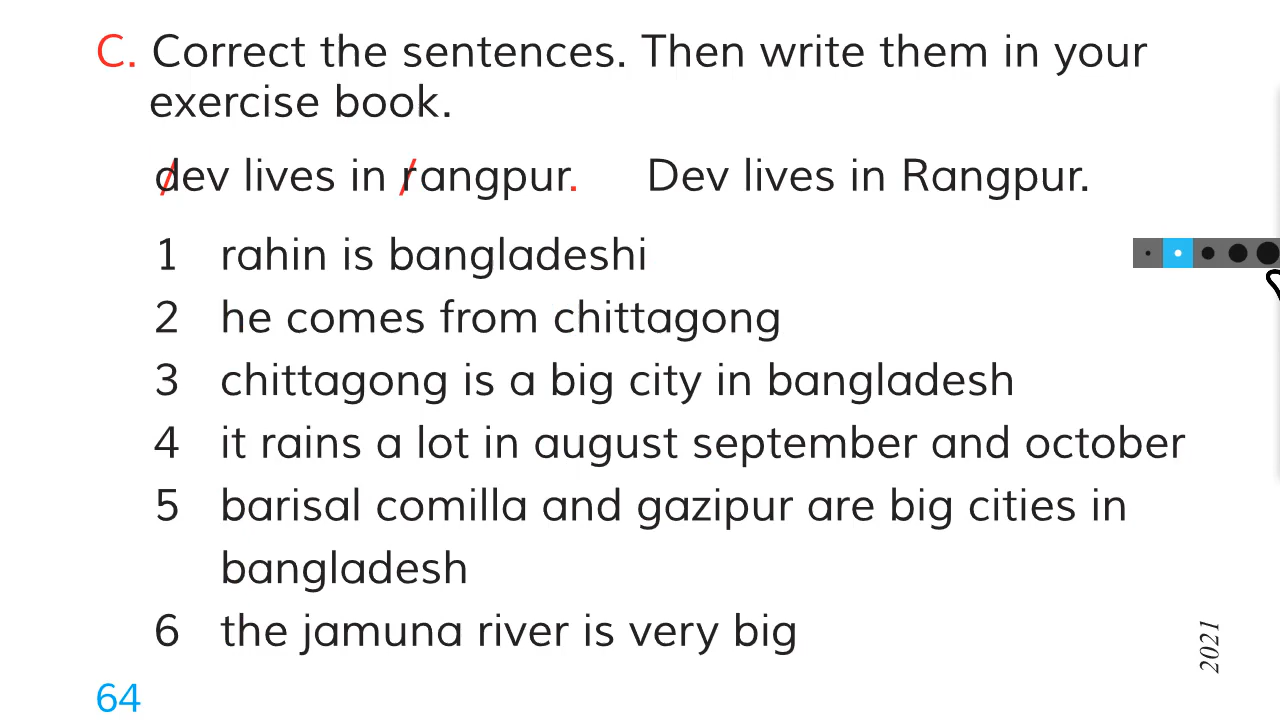 C. Correct the sentences. Then write them in your
exercise book.
dev lives in rangpur. Dev lives in Rangpur.
1 rahin is bangladeshi
2 he comes from chittagong
3 chittagong is a big city in bangladesh
4 it rains a lot in august september and october
5 barisal comilla and gazipur are big cities in
bangladesh
6 the jamuna river is very big
2021
64